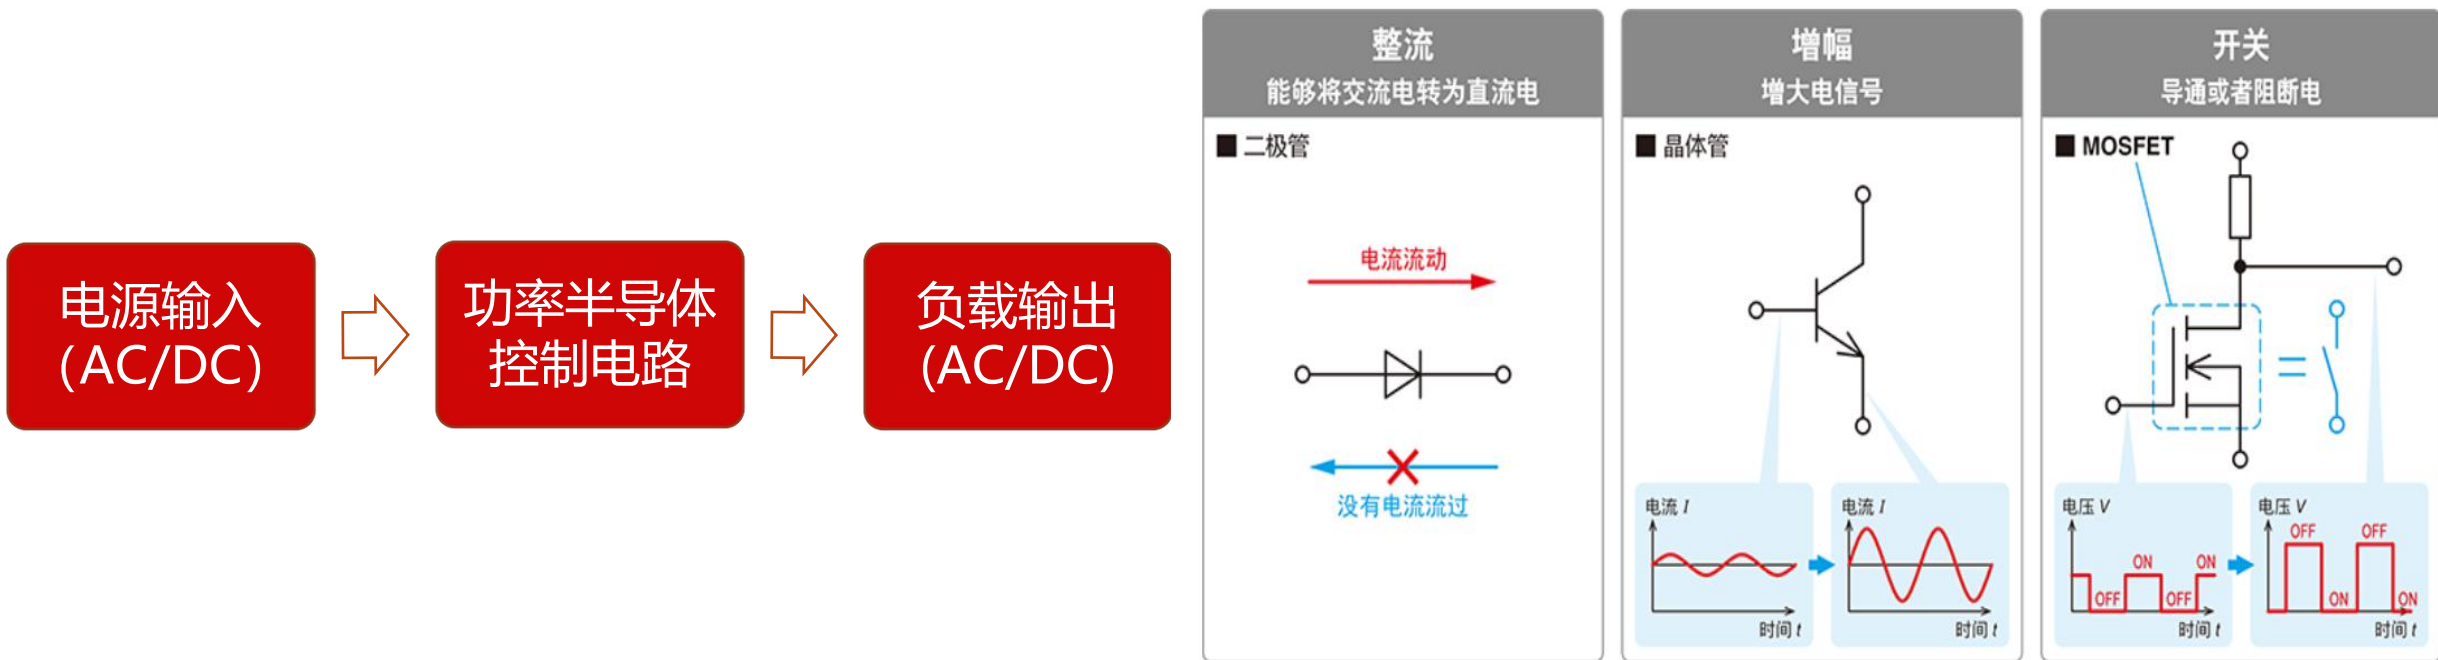 电源输入
(AC/DC)
功率半导体
控制电路
负载输出
(AC/DC)
整流
能够将交流电转为直流电
■ 二极管
电流流动
没有电流流过
增幅
增大电信号
■ 晶体管
电流 I
时间 t
电流 I
时间 t
开关
导通或者阻断电
■ MOSFET
电压 V
ON
ON
OFF
OFF
时间 t
电压 V
OFF
OFF
ON
ON
时间 t